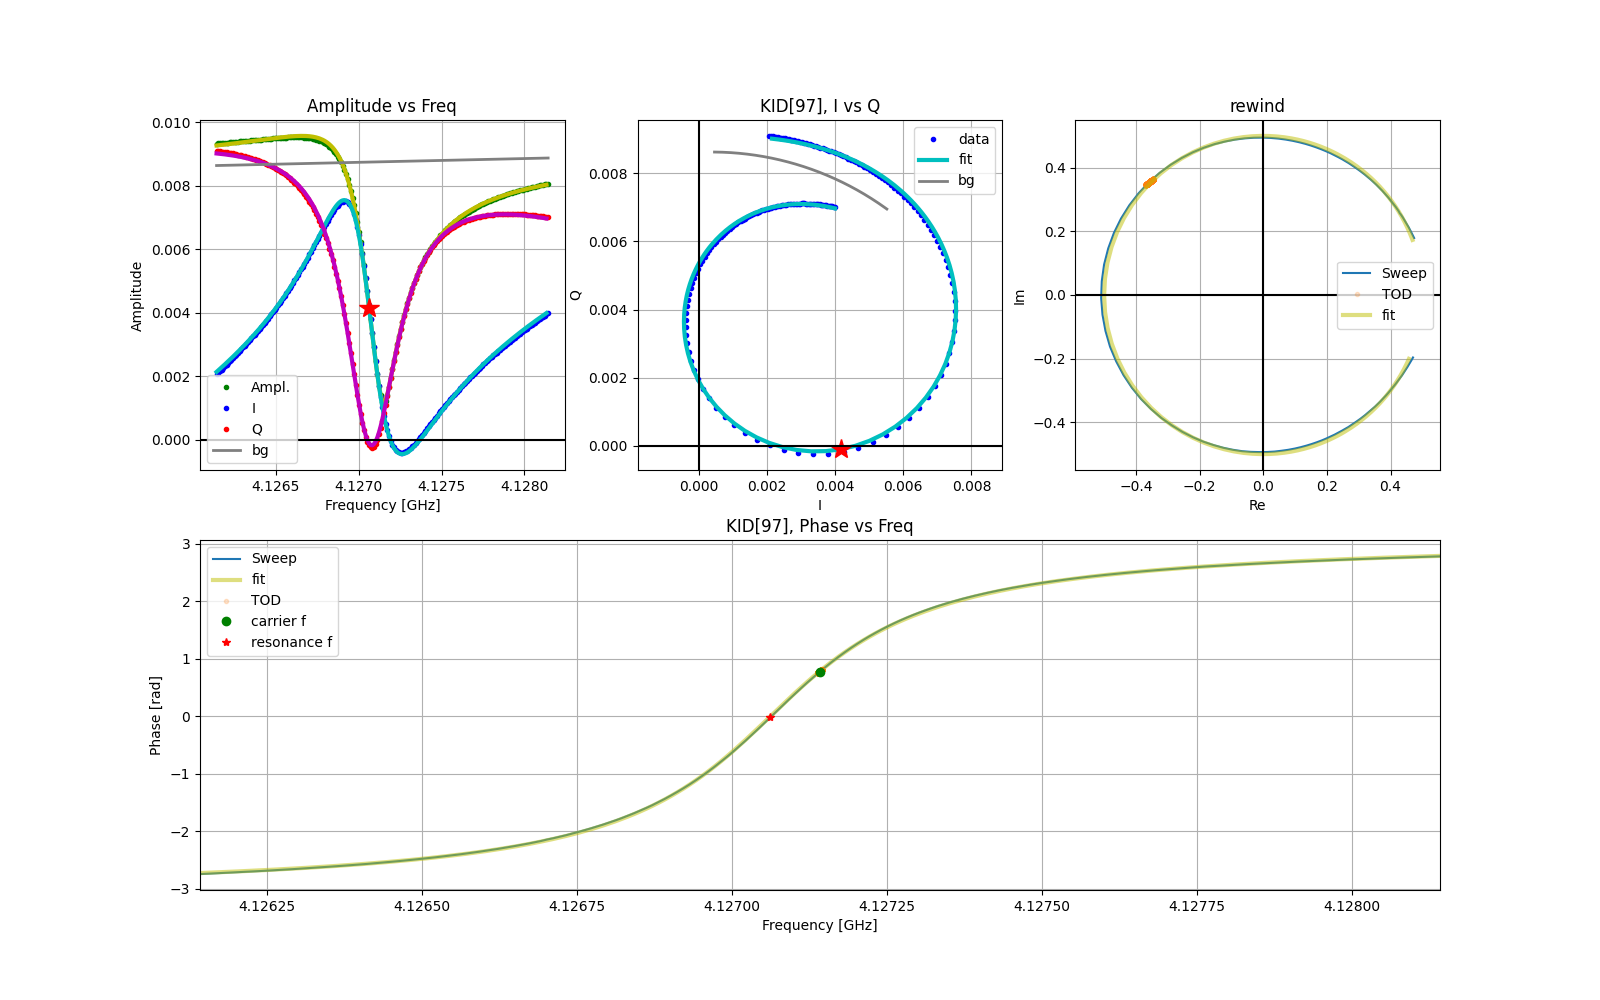 Amplitude vs Freq
0.010
0.008
0.006
0.004
0.002
0.000
Amplitude
Ampl.
I
Q
bg
4.1265
4.1270
4.1275
4.1280
Frequency [GHz]
KID[97], I vs Q
0.008
0.006
0.004
0.002
0.000
Q
data
fit
bg
0.000
0.002
0.004
0.006
0.008
I
rewind
0.4
0.2
0.0
−0.2
−0.4
Im
Sweep
TOD
fit
−0.4
−0.2
0.0
0.2
0.4
Re
KID[97], Phase vs Freq
3
2
1
0
−1
−2
−3
Phase [rad]
Sweep
fit
TOD
carrier f
resonance f
4.12625
4.12650
4.12675
4.12700
4.12725
4.12750
4.12775
4.12800
Frequency [GHz]